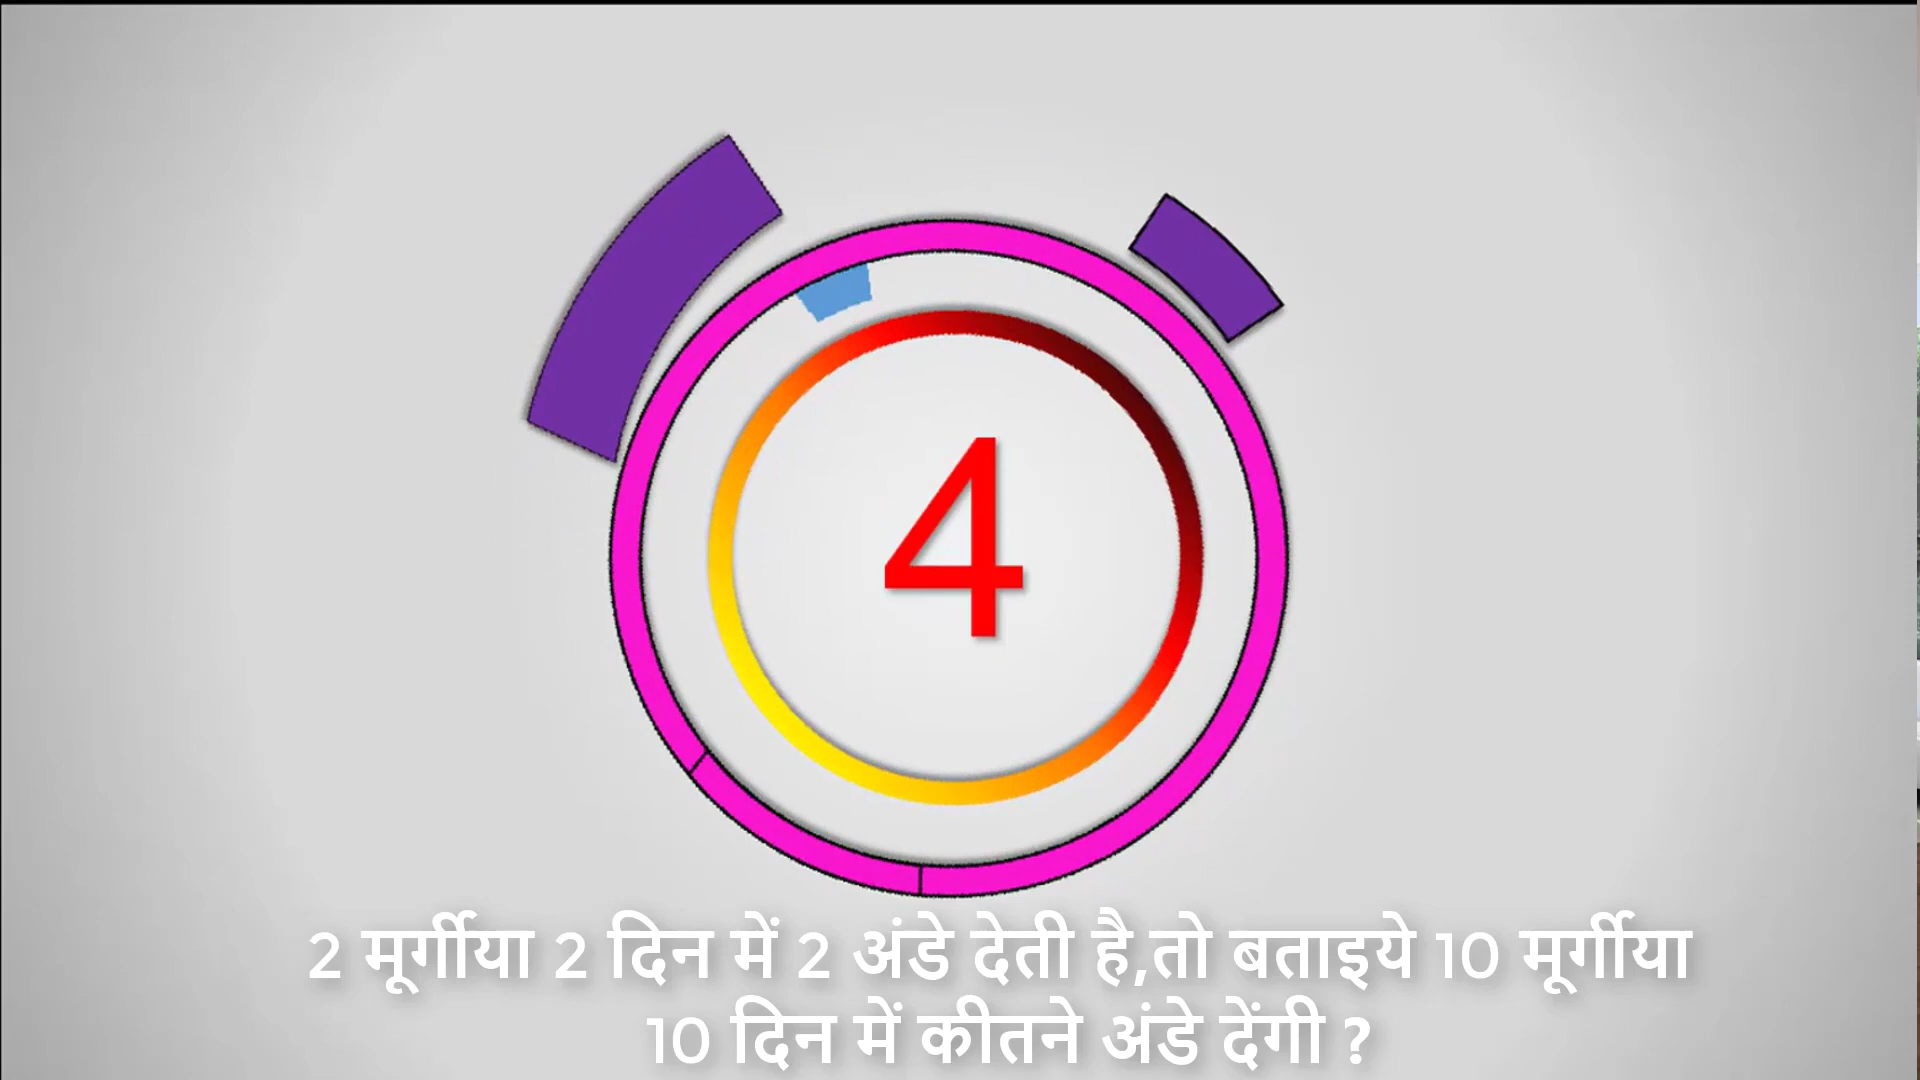 4
2 मूर्गीया 2 दिन में 2 अंडे देती है,तो बताइये 10 मूर्गीया
10 दिन में कीतने अंडे देंगी ?